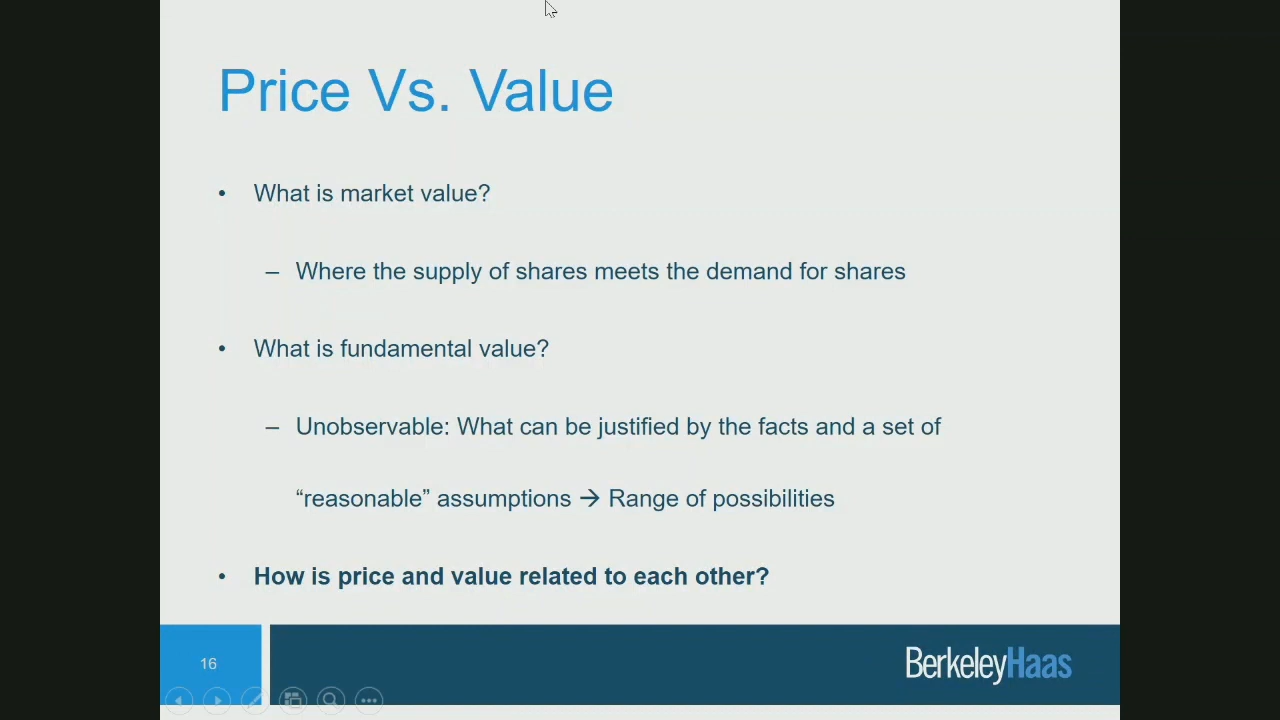 Price Vs. Value
• What is market value?
– Where the supply of shares meets the demand for shares
• What is fundamental value?
– Unobservable: What can be justified by the facts and a set of
“reasonable” assumptions → Range of possibilities
• How is price and value related to each other?
16
BerkeleyHaas